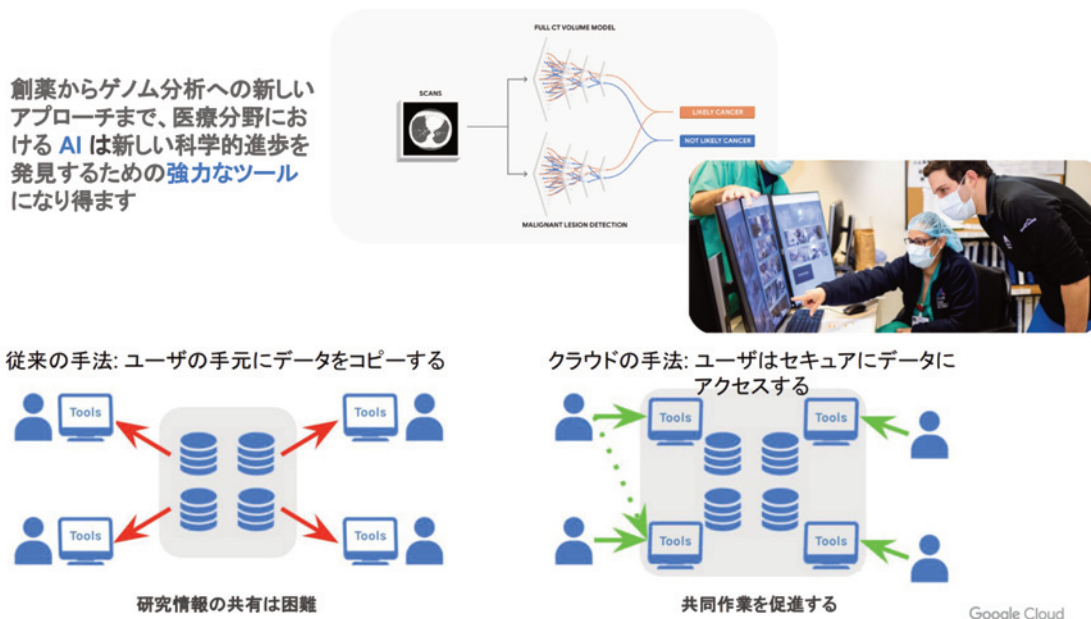 創薬からゲノム分析への新しい
アプローチまで、医療分野にお
ける AI は新しい科学的進歩を
発見するための強力なツール
になり得ます
FULL CT VOLUME MODEL
SCANS
LIKELY CANCER
NOT LIKELY CANCER
MALIGNANT LESION DETECTION
従来の手法: ユーザの手元にデータをコピーする
Tools
Tools
Tools
Tools
研究情報の共有は困難
クラウドの手法: ユーザはセキュアにデータに
アクセスする
Tools
Tools
Tools
Tools
共同作業を促進する
Google Cloud